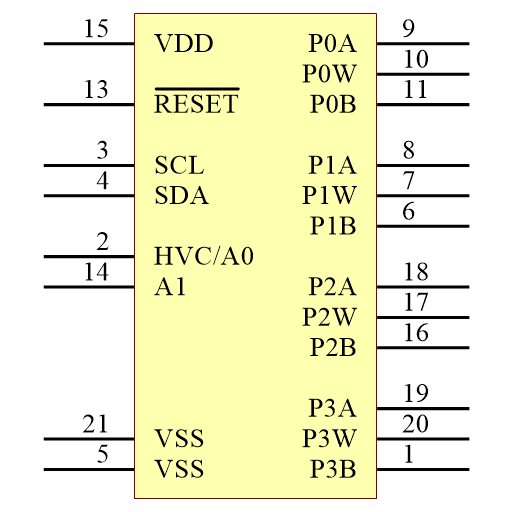 15 VDD P0A 9
P0W 10
13 RESET P0B 11
3 SCL P1A 8
4 SDA P1W 7
P1B 6
2 HVC/A0
14 A1 P2A 18
P2W 17
P2B 16
P3A 19
21 VSS P3W 20
5 VSS P3B 1